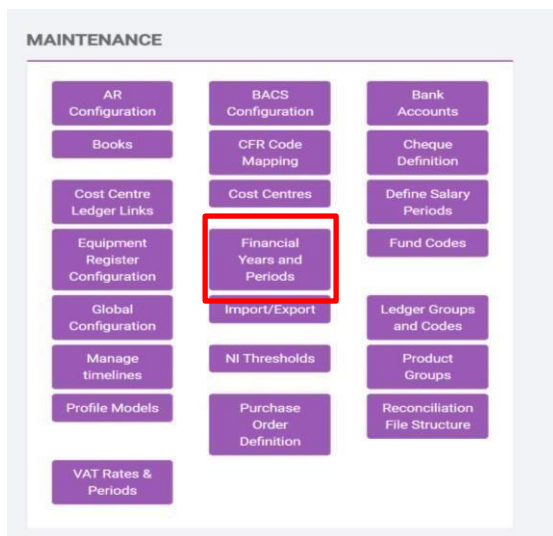 MAINTENANCE
AR
Configuration
BACS
Configuration
Bank
Accounts
Books
CFR Code
Mapping
Cheque
Definition
Cost Centre
Ledger Links
Cost Centres
Define Salary
Periods
Equipment
Register
Configuration
Financial
Years and
Periods
Fund Codes
Global
Configuration
Import/Export
Ledger Groups
and Codes
Manage
timelines
NI Thresholds
Product
Groups
Profile Models
Purchase
Order
Definition
Reconciliation
File Structure
VAT Rates &
Periods